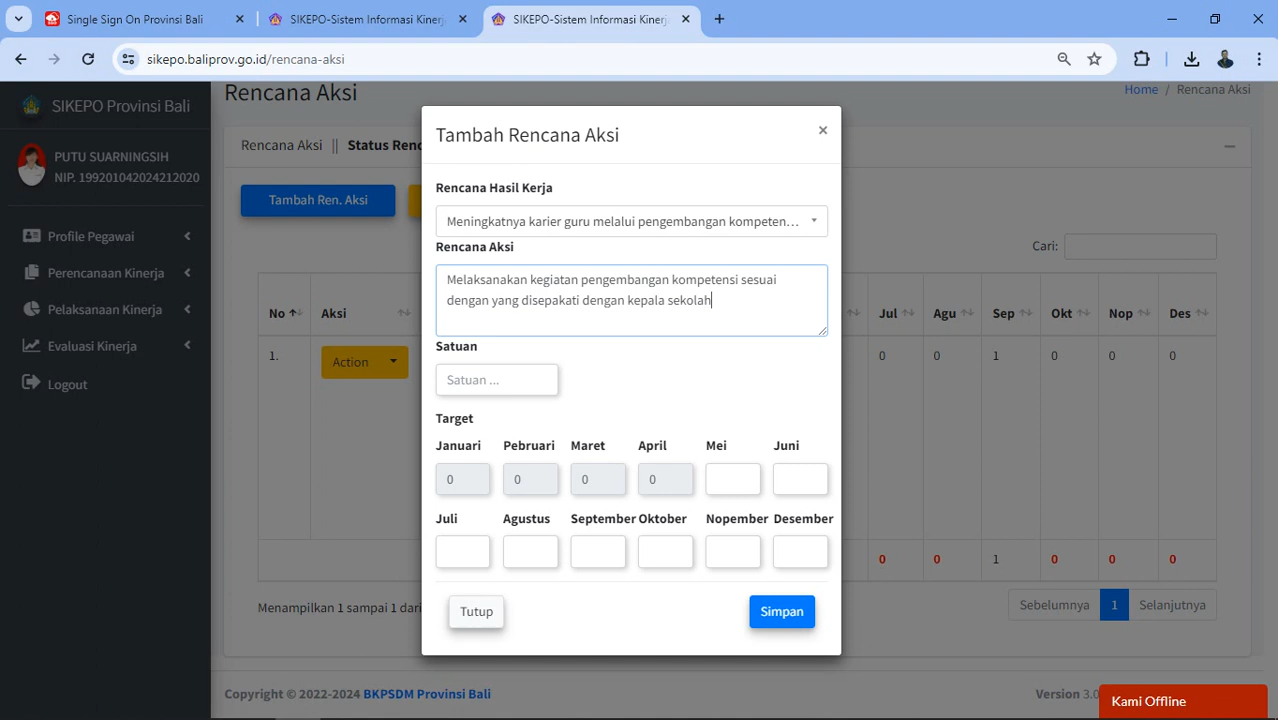 Single Sign On Provinsi Bali
SIKEPO-Sistem Informasi Kinerj
SIKEPO-Sistem Informasi Kinerj
sikepo.baliprov.go.id/rencana-aksi
SIKEPO Provinsi Bali
PUTU SUARNINGSIH
NIP. 199201042024212020
Profile Pegawai
Perencanaan Kinerja
Pelaksanaan Kinerja
Evaluasi Kinerja
Logout
Rencana Aksi
Home / Rencana Aksi
Rencana Aksi || Status Ren
Tambah Ren. Aksi
Cari:
No Aksi Jul Agu Sep Okt Nop Des
1. Action 0 0 1 0 0 0
0 0 1 0 0 0
Menampilkan 1 sampai 1 dari
Sebelumnya 1 Selanjutnya
Tambah Rencana Aksi ×
Rencana Hasil Kerja
Meningkatnya karier guru melalui pengembangan kompeten...
Rencana Aksi
Melaksanakan kegiatan pengembangan kompetensi sesuai
dengan yang disepakati dengan kepala sekolah
Satuan
Satuan ...
Target
Januari Pebruari Maret April Mei Juni
0 0 0 0
Juli Agustus September Oktober Nopember Desember
Tutup Simpan
Copyright © 2022-2024 BKPSDM Provinsi Bali
Version 3.0
Kami Offline